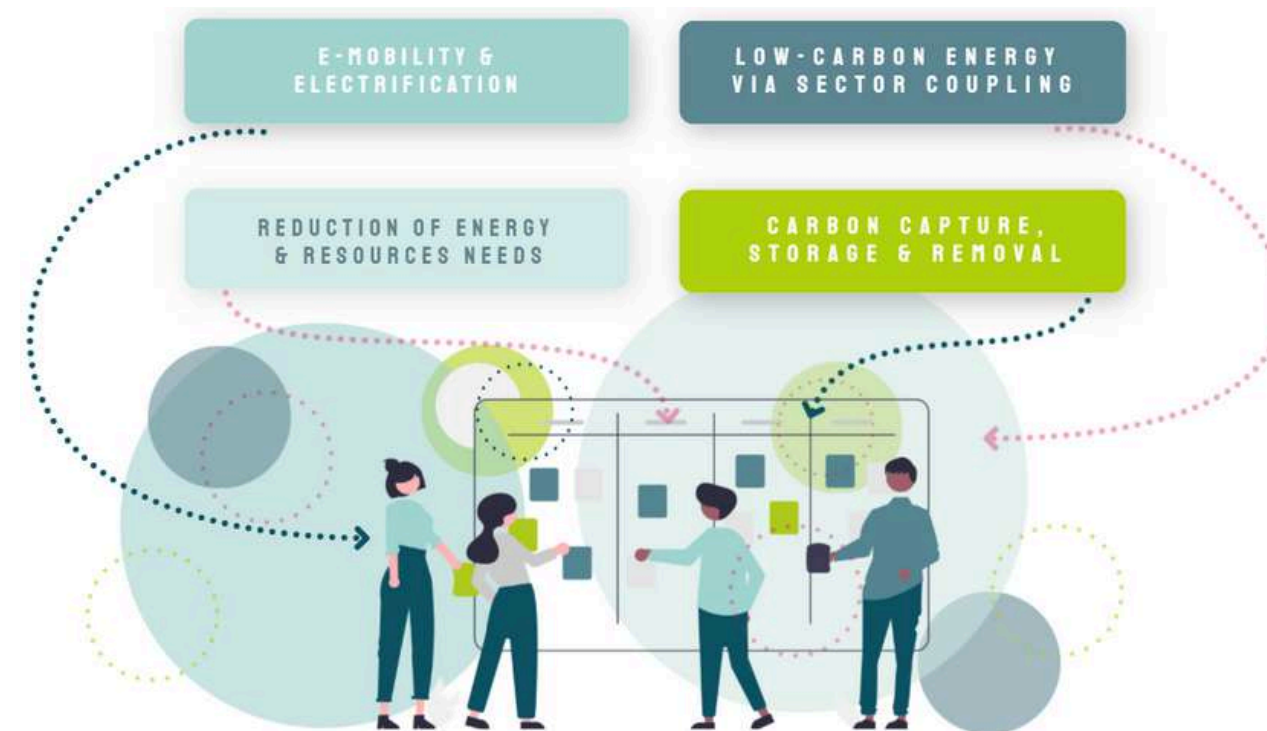 E-MOBILITY &
ELECTRIFICATION
LOW-CARBON ENERGY
VIA SECTOR COUPLING
REDUCTION OF ENERGY
& RESOURCES NEEDS
CARBON CAPTURE,
STORAGE & REMOVAL